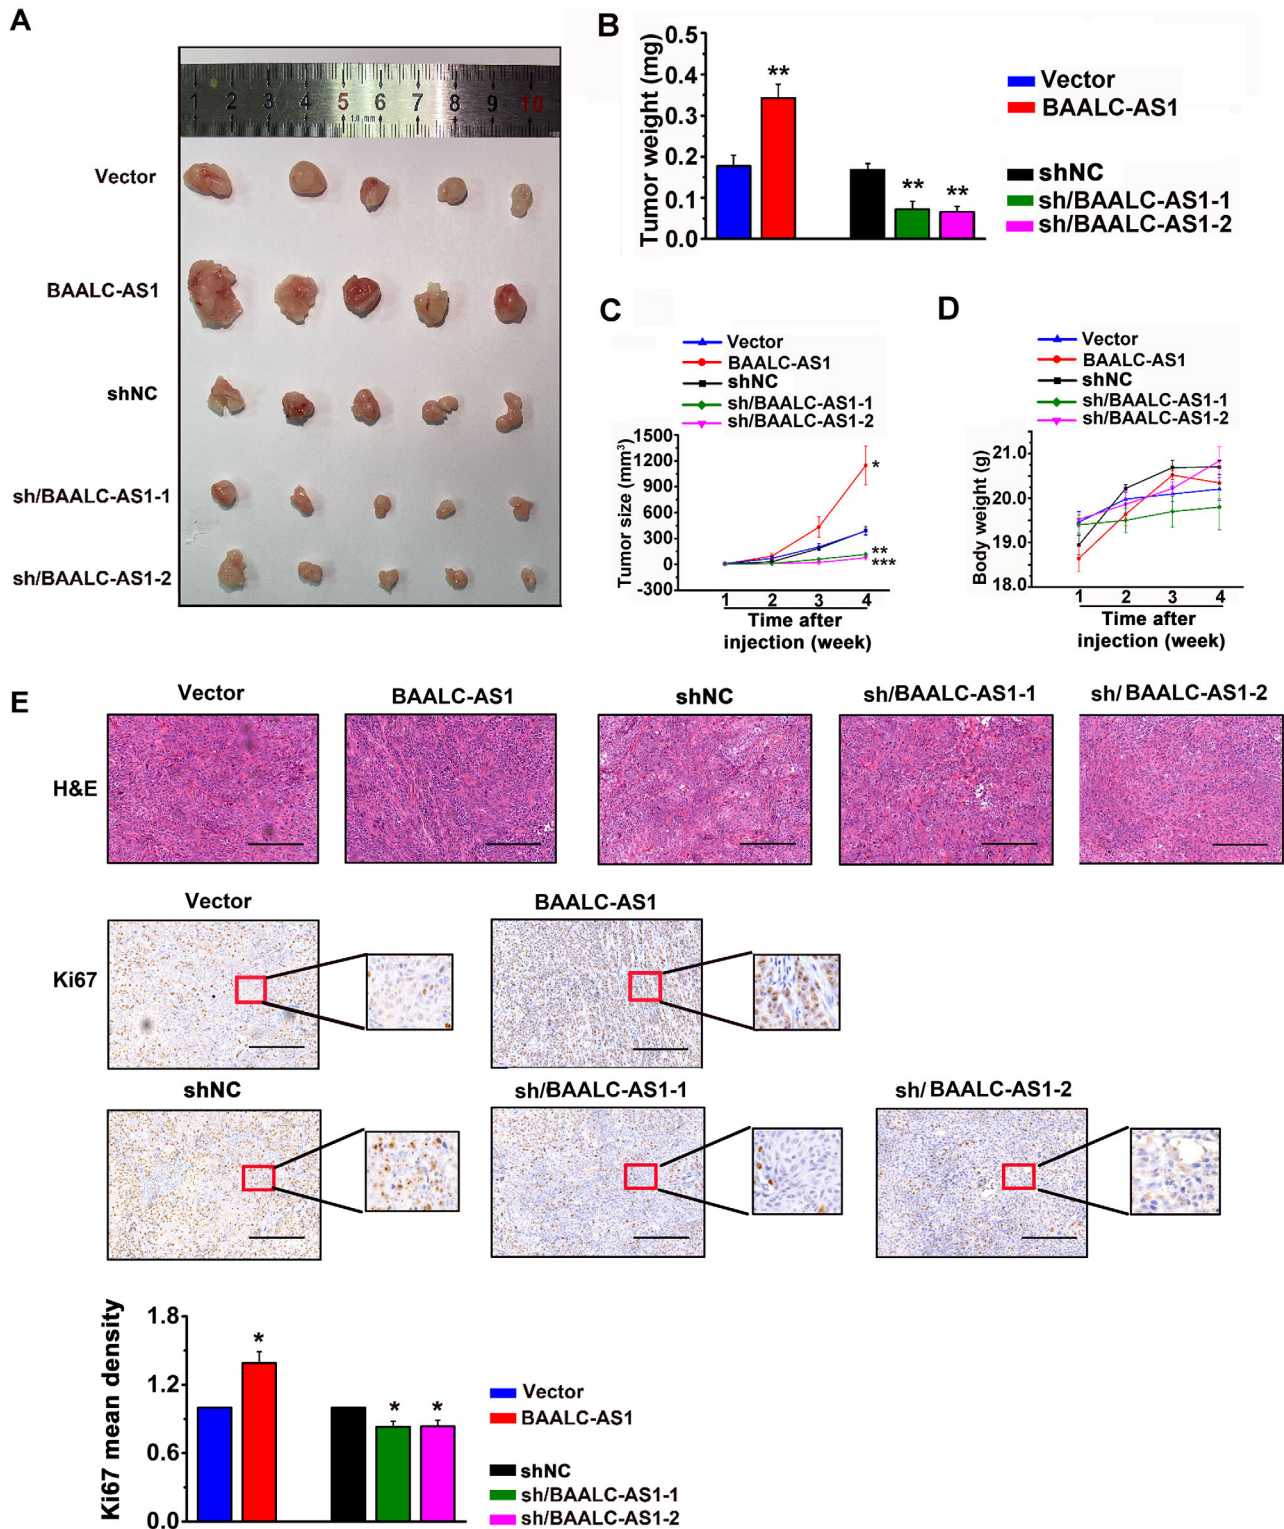 A
1 2 3 4 5 6 7 8 9 10
1.0 mm
Vector
BAALC-AS1
shNC
sh/BAALC-AS1-1
sh/BAALC-AS1-2
B
Tumor weight (mg)
0.5
0.4
0.3
0.2
0.1
0.0
**
**
**
Vector
BAALC-AS1
shNC
sh/BAALC-AS1-1
sh/BAALC-AS1-2
C
Vector
BAALC-AS1
shNC
sh/BAALC-AS1-1
sh/BAALC-AS1-2
Tumor size (mm³)
1500
1200
900
600
300
0
-300
*
**
***
1 2 3 4
Time after
injection (week)
D
Vector
BAALC-AS1
shNC
sh/BAALC-AS1-1
sh/BAALC-AS1-2
Body weight (g)
21.0
20.0
19.0
18.0
1 2 3 4
Time after
injection (week)
E
Vector
BAALC-AS1
shNC
sh/BAALC-AS1-1
sh/ BAALC-AS1-2
H&E
Vector
BAALC-AS1
Ki67
shNC
sh/BAALC-AS1-1
sh/ BAALC-AS1-2
Ki67 mean density
1.8
1.2
0.6
0.0
*
*
*
Vector
BAALC-AS1
shNC
sh/BAALC-AS1-1
sh/BAALC-AS1-2